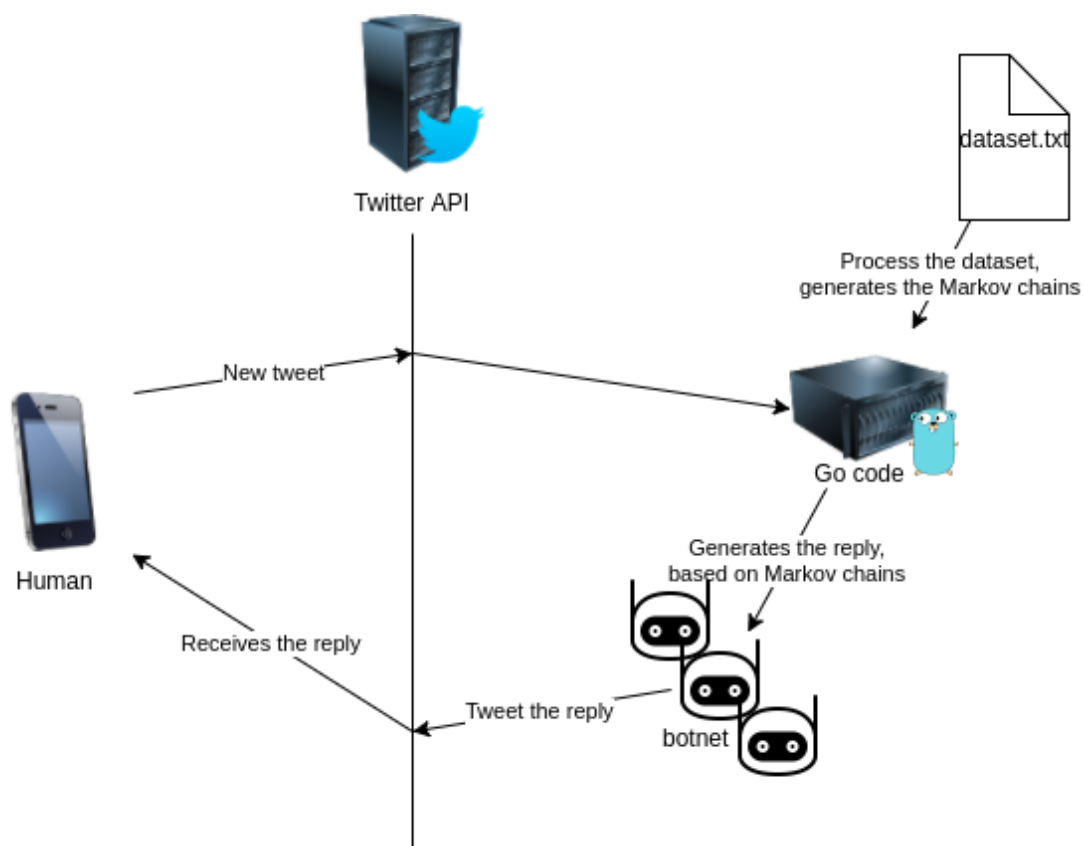 dataset.txt
Twitter API
Process the dataset,
generates the Markov chains
New tweet
Go code
Human
Generates the reply,
based on Markov chains
Receives the reply
Tweet the reply
botnet